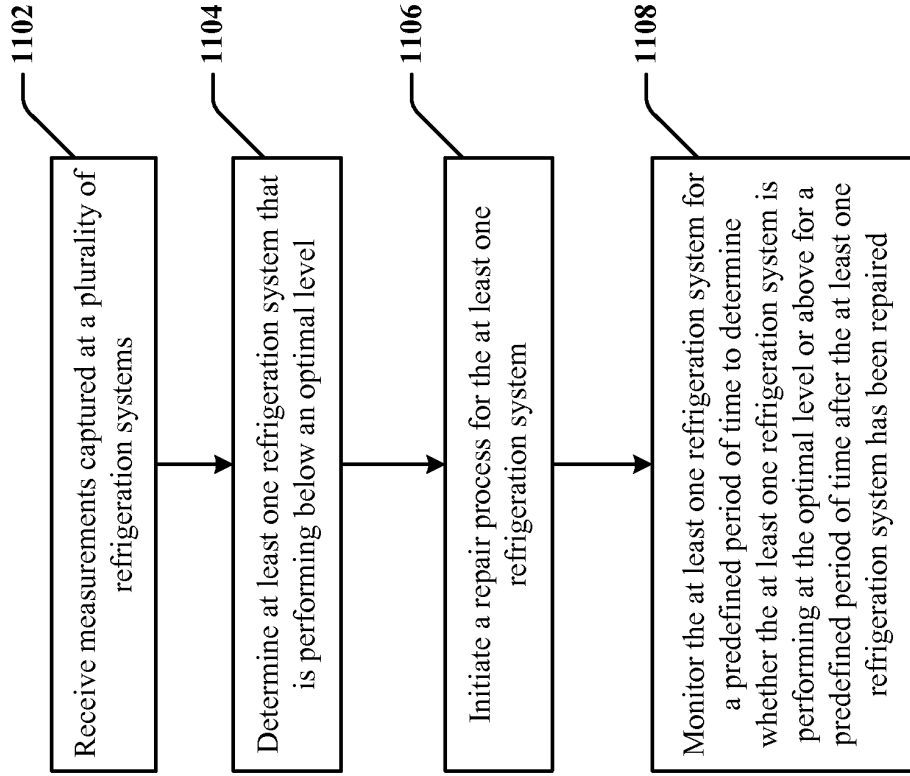 1102
Receive measurements captured at a plurality of
refrigeration systems
1104
Determine at least one refrigeration system that
is performing below an optimal level
1106
Initiate a repair process for the at least one
refrigeration system
1108
Monitor the at least one refrigeration system for
a predefined period of time to determine
whether the at least one refrigeration system is
performing at the optimal level or above for a
predefined period of time after the at least one
refrigeration system has been repaired